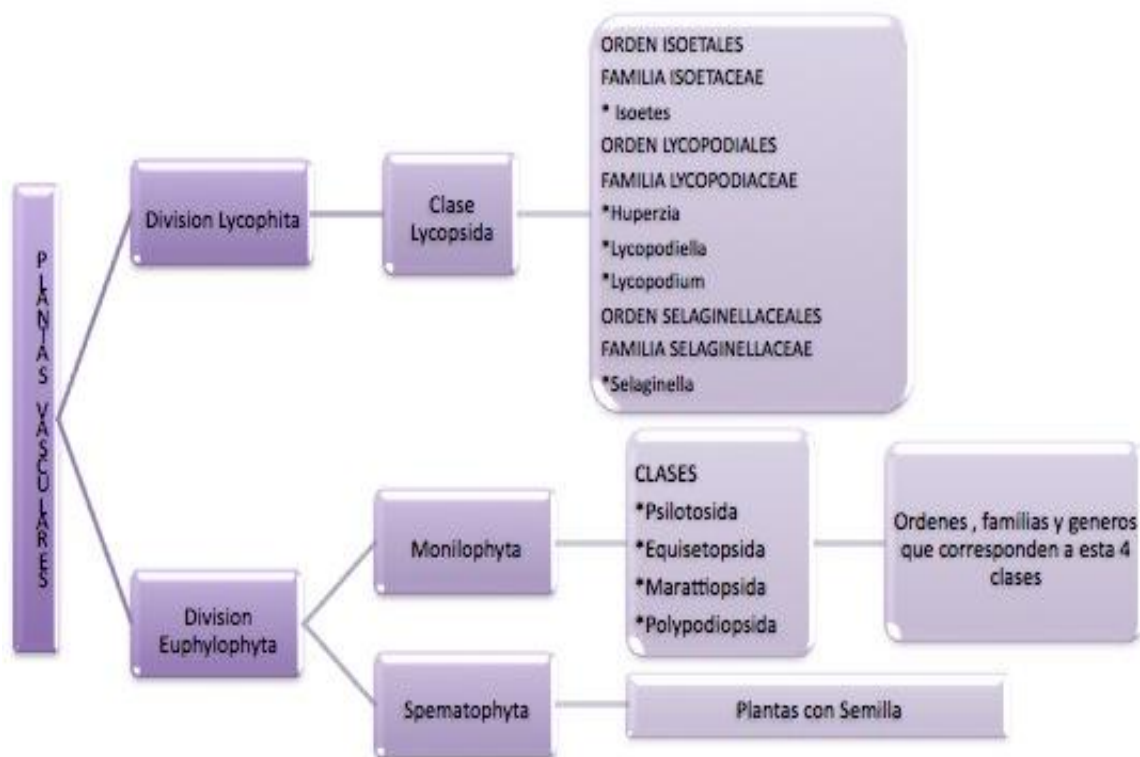 PLANTAS VASCULARES
Division Lycophita
Clase
Lycopsida
ORDEN ISOETALES
FAMILIA ISOETACEAE
* Isoetes
ORDEN LYCOPODIALES
FAMILIA LYCOPODIACEAE
*Huperzia
*Lycopodiella
*Lycopodium
ORDEN SELAGINELLACEALES
FAMILIA SELAGINELLACEAE
*Selaginella
Division
Euphylophyta
Monilophyta
CLASES
*Psilotosida
*Equisetopsida
*Marattiopsida
*Polypodiopsida
Ordenes , familias y generos
que corresponden a esta 4
clases
Spematophyta
Plantas con Semilla